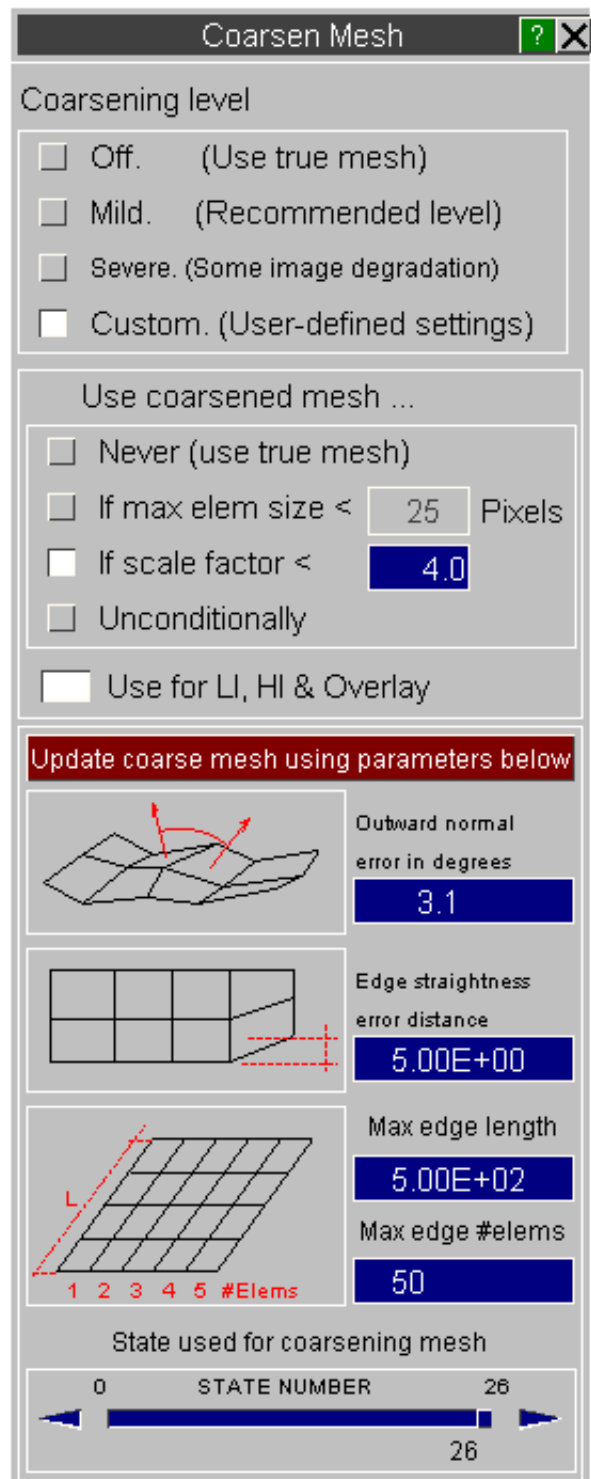 Coarsen Mesh ?
Coarsening level
Off. (Use true mesh)
Mild. (Recommended level)
Severe. (Some image degradation)
Custom. (User-defined settings)
Use coarsened mesh ...
Never (use true mesh)
If max elem size < 25 Pixels
If scale factor < 4.0
Unconditionally
Use for LI, HI & Overlay
Update coarse mesh using parameters below
Outward normal
error in degrees
3.1
Edge straightness
error distance
5.00E+00
Max edge length
5.00E+02
Max edge #elems
50
L
1 2 3 4 5 #Elems
State used for coarsening mesh
0 STATE NUMBER 26
26